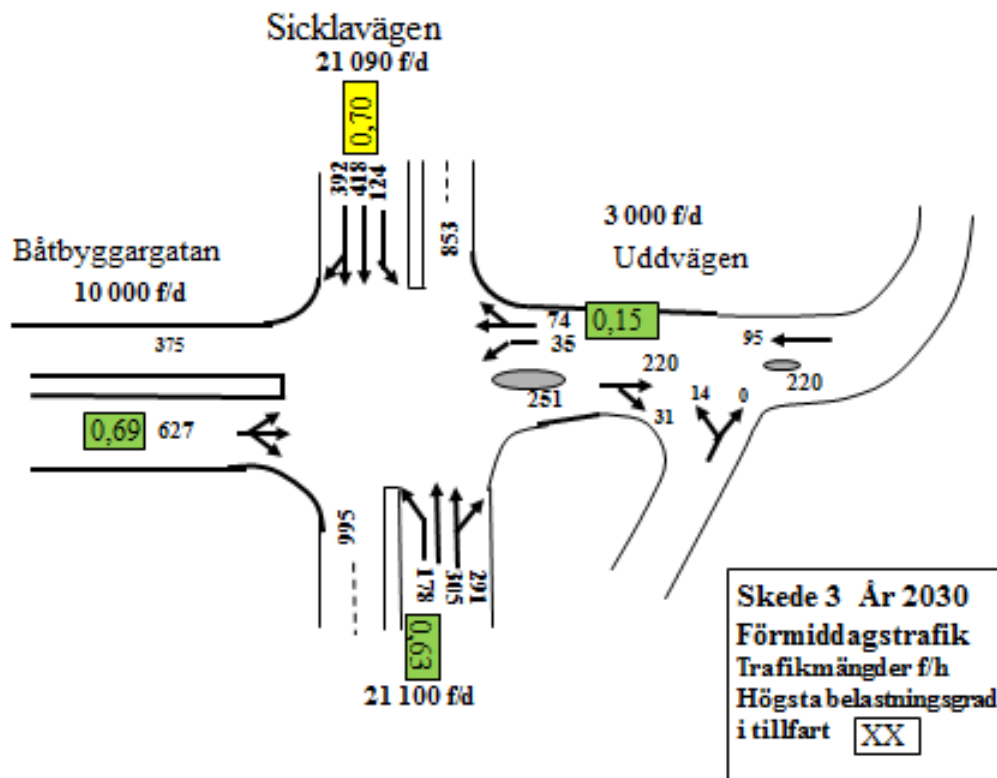 Sicklavägen
21 090 f/d
0,70
392
418
124
853
3 000 f/d
Uddvägen
Båtbyggargatan
10 000 f/d
375
74
0,15
35
95
220
220
251
14
0
31
0,69
627
995
178
305
291
0,63
21 100 f/d
Skede 3 År 2030
Förmiddagstrafik
Trafikmängder f/h
Högsta belastningsgrad
i tillfart XX